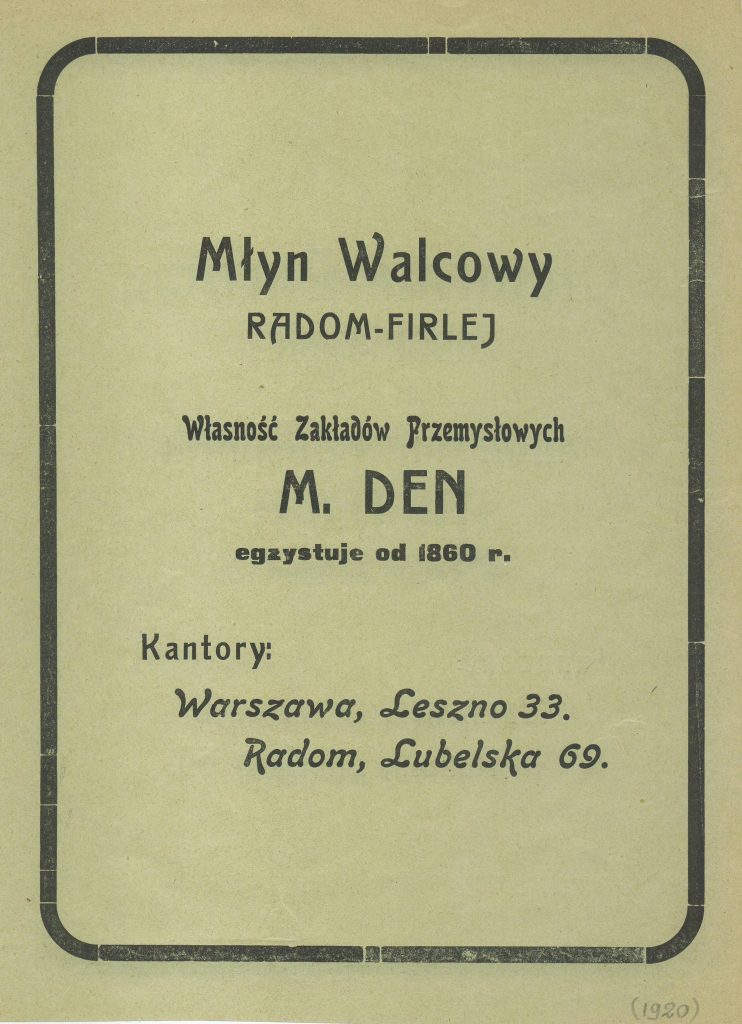 Młyn Walcowy
RADOM-FIRLEJ
Własność Zakładów Przemysłowych
M. DEN
egzystuje od 1860 r.
Kantory:
Warszawa, Leszno 33.
Radom, Lubelska 69.
(1920)